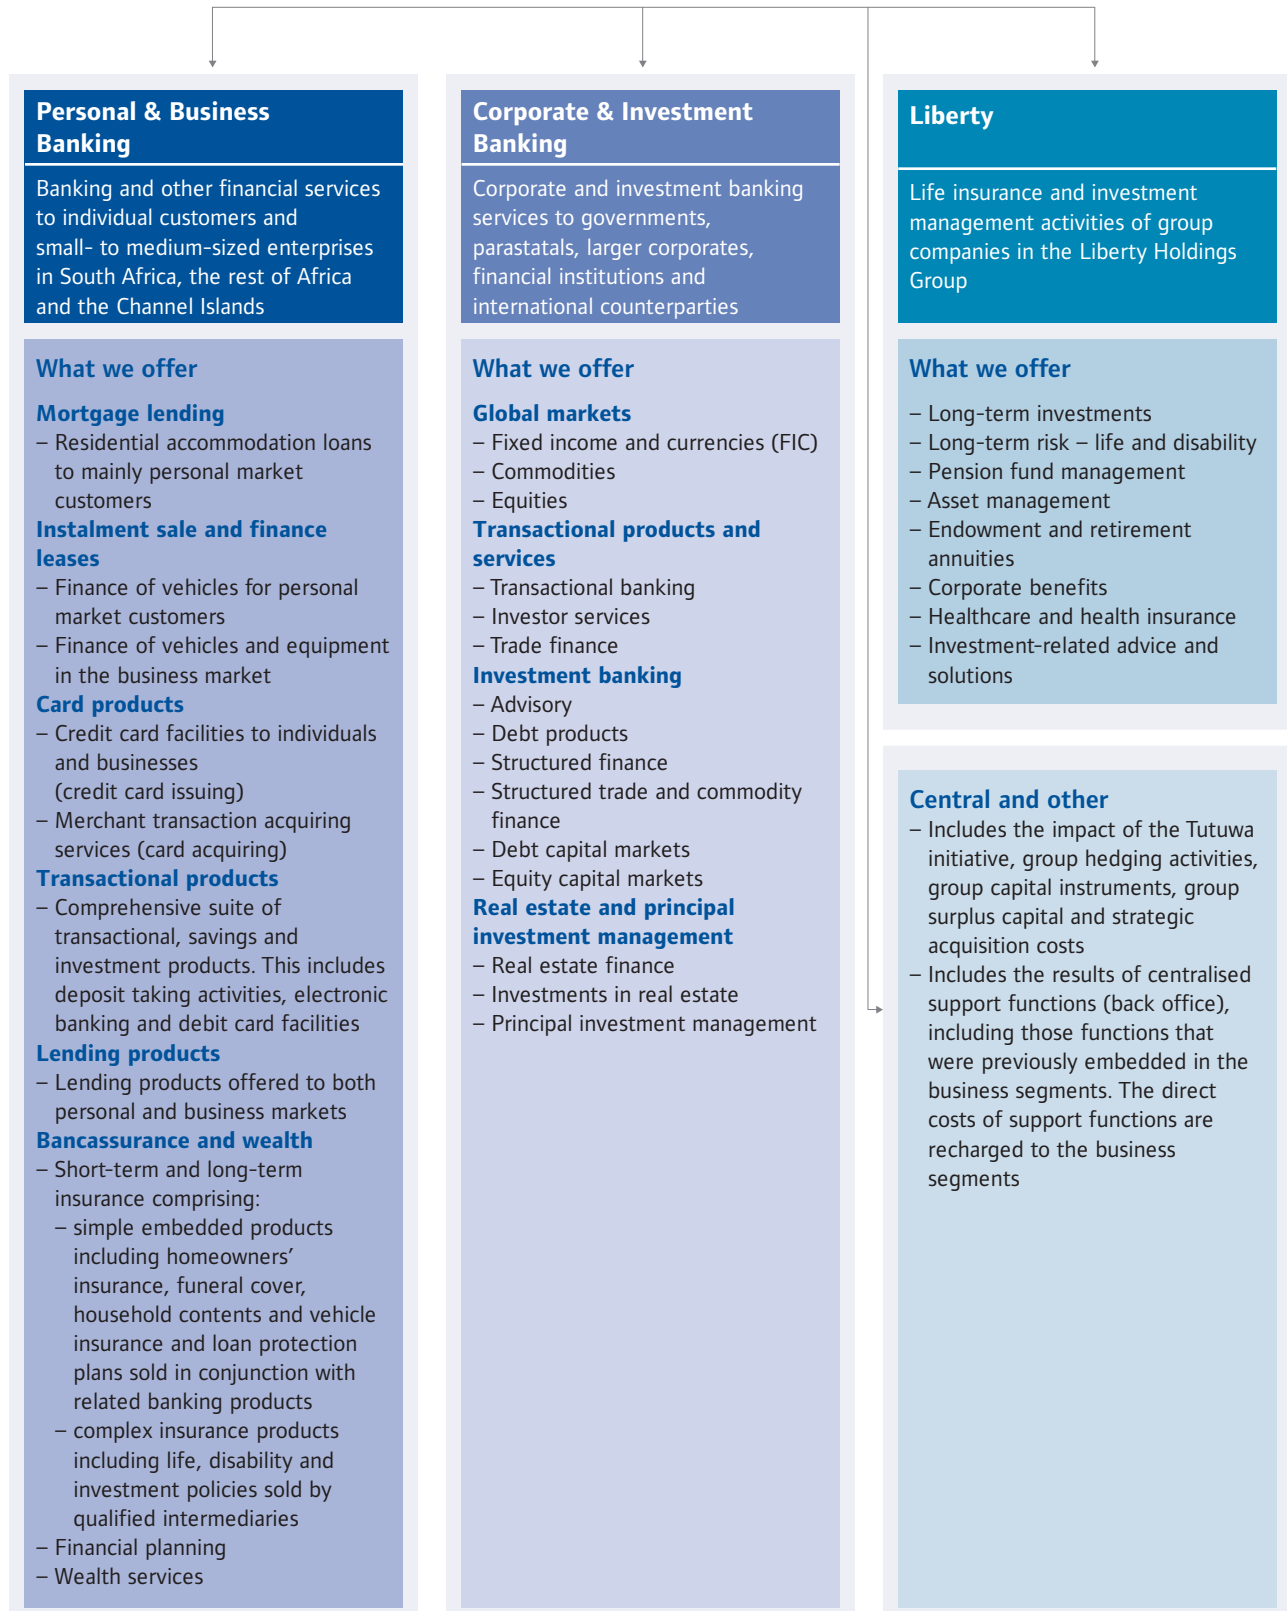 Personal & Business
Banking
Banking and other financial services
to individual customers and
small- to medium-sized enterprises
in South Africa, the rest of Africa
and the Channel Islands
What we offer
Mortgage lending
– Residential accommodation loans
to mainly personal market
customers
Instalment sale and finance
leases
– Finance of vehicles for personal
market customers
– Finance of vehicles and equipment
in the business market
Card products
– Credit card facilities to individuals
and businesses
(credit card issuing)
– Merchant transaction acquiring
services (card acquiring)
Transactional products
– Comprehensive suite of
transactional, savings and
investment products. This includes
deposit taking activities, electronic
banking and debit card facilities
Lending products
– Lending products offered to both
personal and business markets
Bancassurance and wealth
– Short-term and long-term
insurance comprising:
– simple embedded products
including homeowners’
insurance, funeral cover,
household contents and vehicle
insurance and loan protection
plans sold in conjunction with
related banking products
– complex insurance products
including life, disability and
investment policies sold by
qualified intermediaries
– Financial planning
– Wealth services
Corporate & Investment
Banking
Corporate and investment banking
services to governments,
parastatals, larger corporates,
financial institutions and
international counterparties
What we offer
Global markets
– Fixed income and currencies (FIC)
– Commodities
– Equities
Transactional products and
services
– Transactional banking
– Investor services
– Trade finance
Investment banking
– Advisory
– Debt products
– Structured finance
– Structured trade and commodity
finance
– Debt capital markets
– Equity capital markets
Real estate and principal
investment management
– Real estate finance
– Investments in real estate
– Principal investment management
Liberty
Life insurance and investment
management activities of group
companies in the Liberty Holdings
Group
What we offer
– Long-term investments
– Long-term risk – life and disability
– Pension fund management
– Asset management
– Endowment and retirement
annuities
– Corporate benefits
– Healthcare and health insurance
– Investment-related advice and
solutions
Central and other
– Includes the impact of the Tutuwa
initiative, group hedging activities,
group capital instruments, group
surplus capital and strategic
acquisition costs
– Includes the results of centralised
support functions (back office),
including those functions that
were previously embedded in the
business segments. The direct
costs of support functions are
recharged to the business
segments